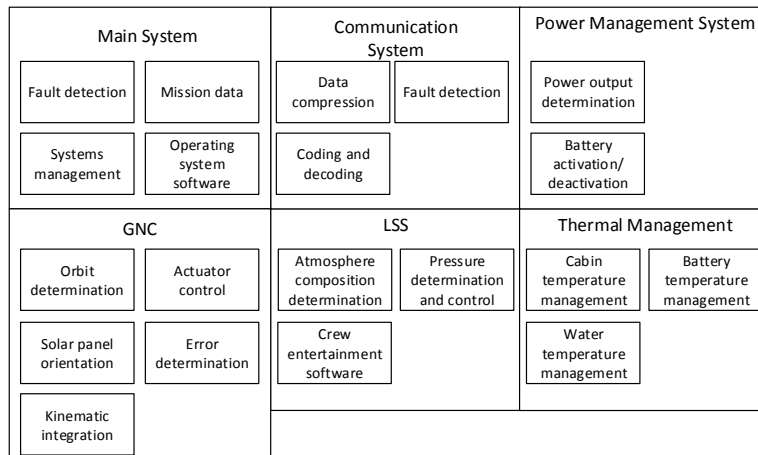 Main System
Fault detection
Mission data
Systems
management
Operating
system
software
Communication
System
Data
compression
Fault detection
Coding and
decoding
Power Management System
Power output
determination
Battery
activation/
deactivation
GNC
Orbit
determination
Actuator
control
Solar panel
orientation
Error
determination
Kinematic
integration
LSS
Atmosphere
composition
determination
Pressure
determination
and control
Crew
entertainment
software
Thermal Management
Cabin
temperature
management
Battery
temperature
management
Water
temperature
management